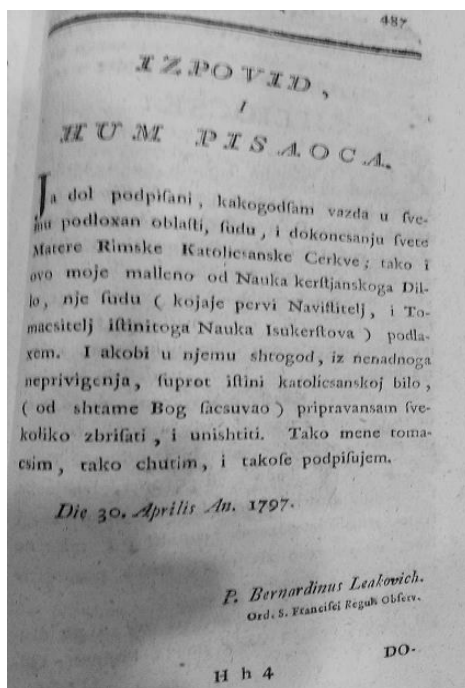 487
IZPOVID,
I
HUM PISAOCA.
Ja dol podpiſani, kakogodſam vazda u ſve-
mu podloxan oblaſti, ſudu, i dokoncsanju ſvete
Matere Rimske Katolicsanske Cerkve; tako i
ovo moje malleno od Nauka kerſtjanskoga Dil-
lo, nje ſudu ( kojaje pervi Naviſtitelj, i To-
macsitelj iſtinitoga Nauka Isukerſtova ) podla-
xem. I akobi u njemu shtogod, iz nenadnoga
neprivigenja, ſuprot iſtini katolicsanskoj bilo,
( od shtame Bog ſacsuvao ) pripravansam ſve-
koliko zbriſati, i unishtiti. Tako mene toma-
csim, tako chutim, i takoſe podpiſujem.
Die 30. Aprilis An. 1797.
P. Bernardinus Leakovich.
Ord. S. Franciſci Regul. Obſerv.
DO-
H h 4